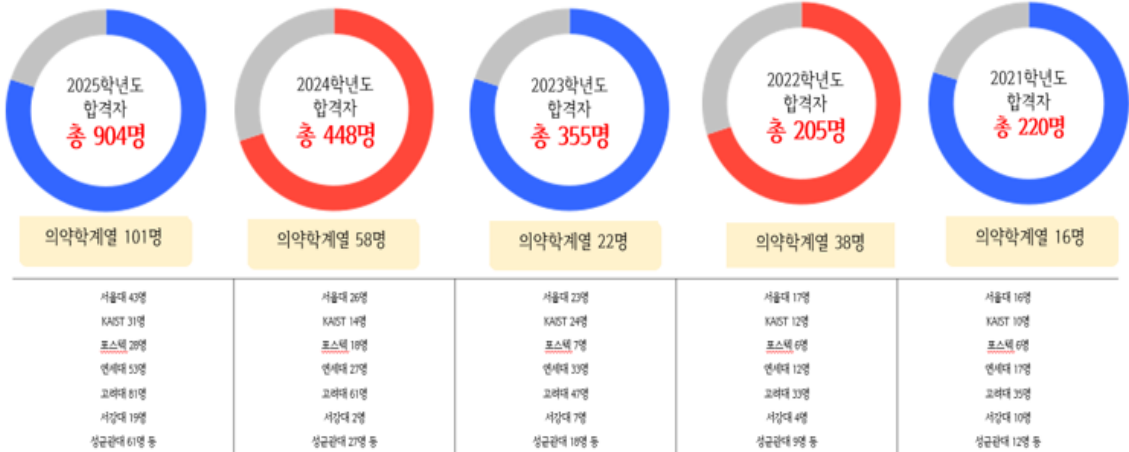 2025학년도
합격자
총 904명
2024학년도
합격자
총 448명
2023학년도
합격자
총 355명
2022학년도
합격자
총 205명
2021학년도
합격자
총 220명
의약학계열 101명
의약학계열 58명
의약학계열 22명
의약학계열 38명
의약학계열 16명
서울대 43명
KAIST 31명
포스텍 28명
연세대 53명
고려대 81명
서강대 19명
성균관대 61명 등
서울대 26명
KAIST 14명
포스텍 18명
연세대 27명
고려대 61명
서강대 2명
성균관대 27명 등
서울대 23명
KAIST 24명
포스텍 7명
연세대 33명
고려대 47명
서강대 7명
성균관대 18명 등
서울대 17명
KAIST 12명
포스텍 6명
연세대 12명
고려대 33명
서강대 4명
성균관대 9명 등
서울대 16명
KAIST 10명
포스텍 6명
연세대 17명
고려대 35명
서강대 10명
성균관대 12명 등